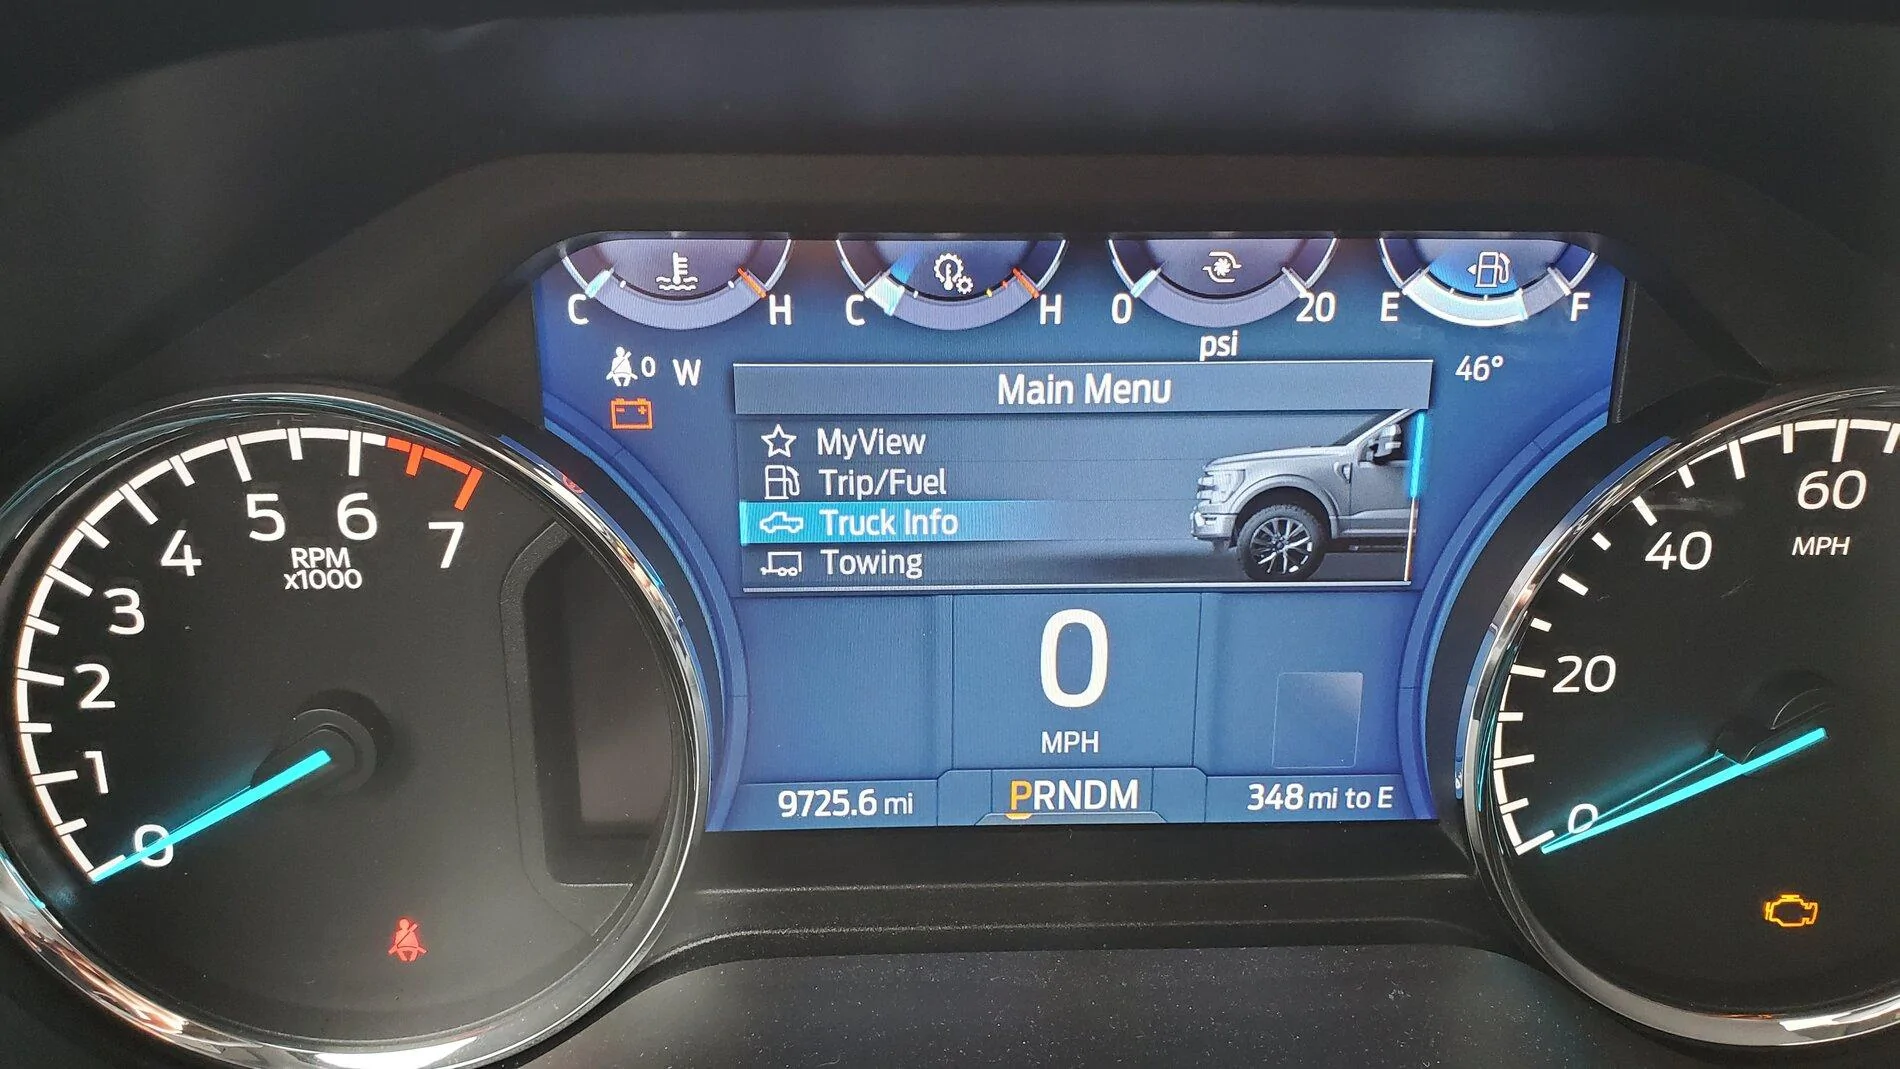 C H
C H
0 20
psi
E F
0 W
46°
Main Menu
MyView
Trip/Fuel
Truck Info
Towing
0
MPH
9725.6 mi
PRNDM
348 mi to E
0
1
2
3
4
5
6
7
RPM
x1000
0
20
40
60
MPH